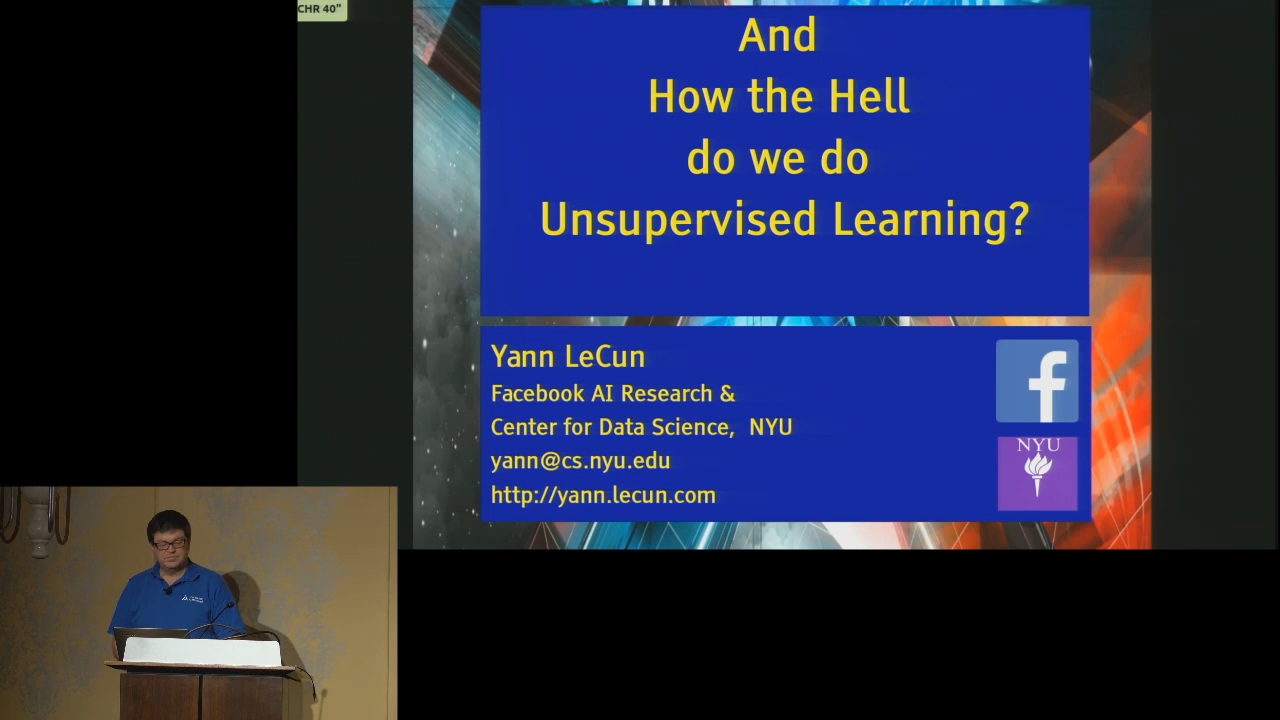 CHR 40"
And
How the Hell
do we do
Unsupervised Learning?
Yann LeCun
Facebook AI Research &
Center for Data Science, NYU
yann@cs.nyu.edu
http://yann.lecun.com
f
NYU